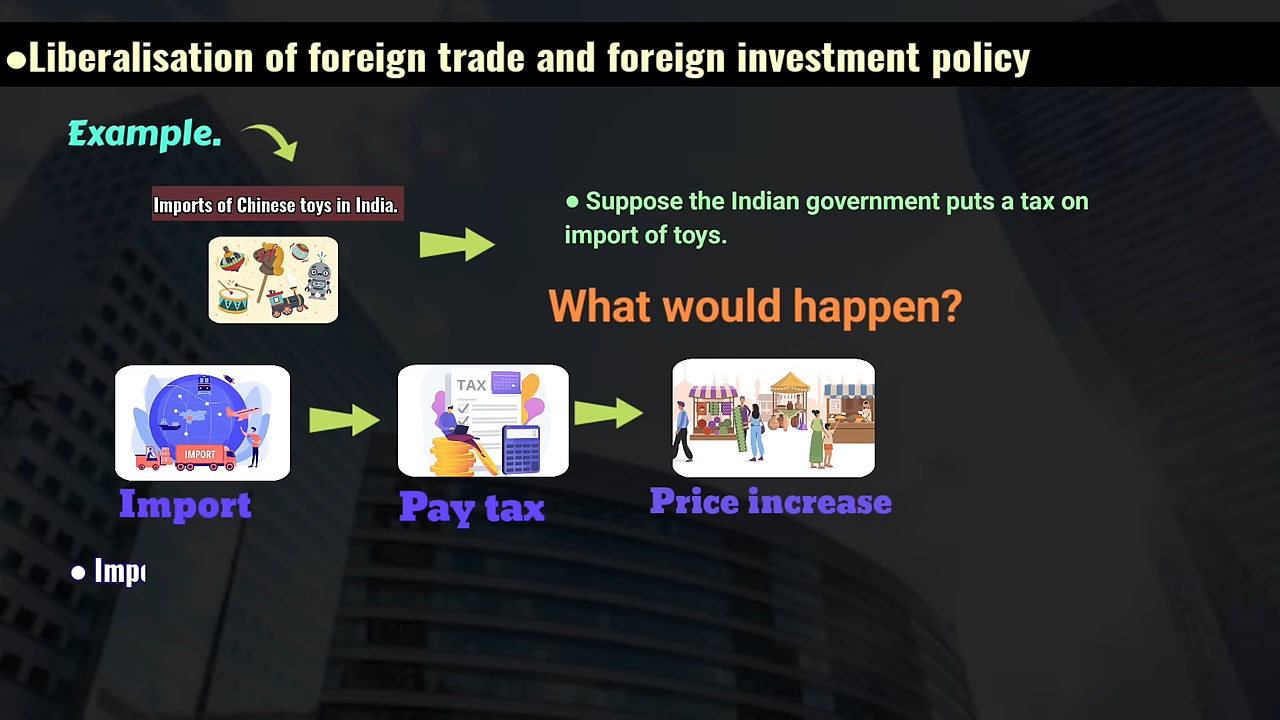 ●Liberalisation of foreign trade and foreign investment policy
Example.
Imports of Chinese toys in India.
● Suppose the Indian government puts a tax on
import of toys.
What would happen?
TAX
IMPORT
Import
Pay tax
Price increase
● Imp